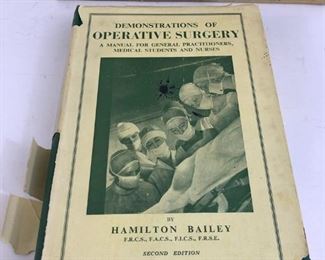 DEMONSTRATIONS OF
OPERATIVE SURGERY
A MANUAL FOR GENERAL PRACTITIONERS,
MEDICAL STUDENTS AND NURSES
BY
HAMILTON BAILEY
F.R.C.S., F.A.C.S., F.I.C.S., F.R.S.E.
SECOND EDITION